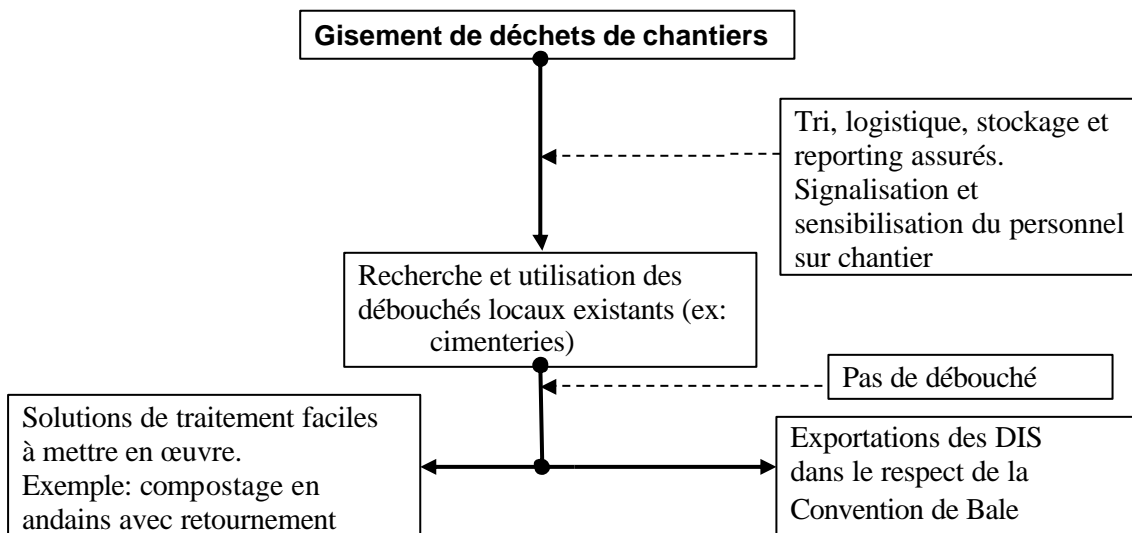 Gisement de déchets de chantiers
Tri, logistique, stockage et
reporting assurés.
Signalisation et
sensibilisation du personnel
sur chantier
Recherche et utilisation des
débouchés locaux existants (ex:
cimenteries)
Pas de débouché
Solutions de traitement faciles
à mettre en œuvre.
Exemple: compostage en
andains avec retournement
Exportations des DIS
dans le respect de la
Convention de Bale